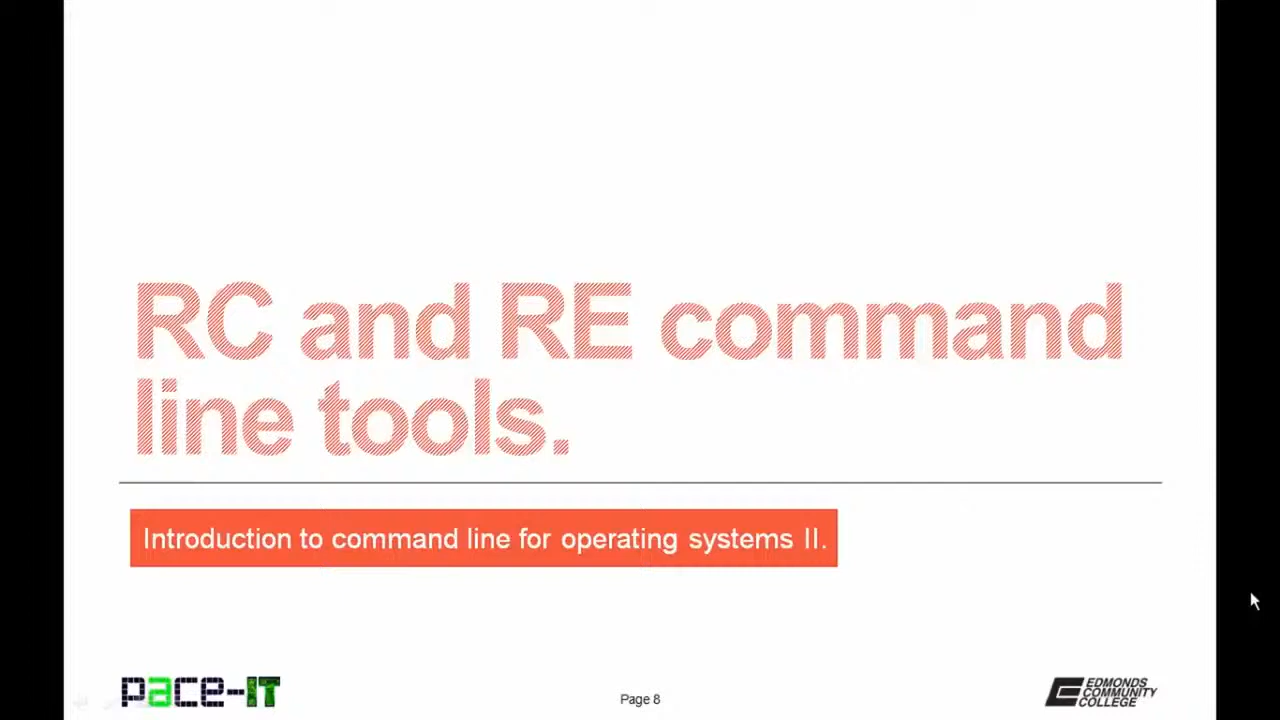 RC and RE command
line tools.
Introduction to command line for operating systems II.
pace-IT
Page 8
EDMONDS
COMMUNITY
COLLEGE